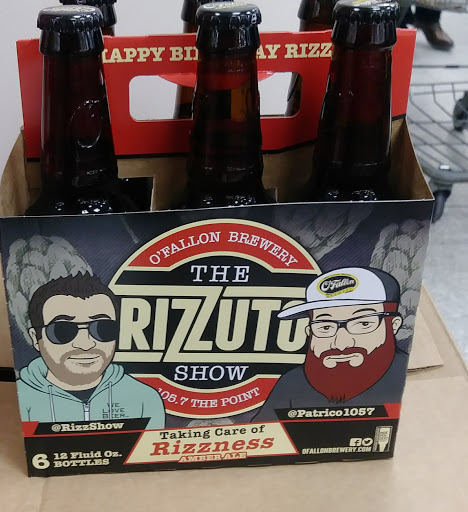 HAPPY BI AY RIZZ
O'FALLON BREWERY
THE
RIZZUTO
SHOW
105.7 THE POINT
O'Fallon
WE
LOVE
BEER
@RizzShow
@Patrico1057
Taking Care of
Rizzness
AMBER ALE
6 12 Fluid Oz.
BOTTLES
OFALLONBREWERY.COM